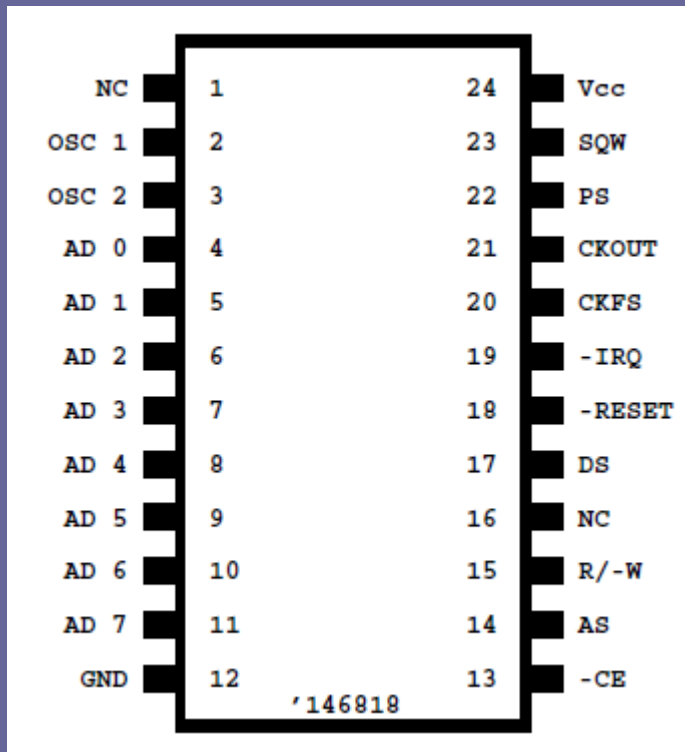 NC 1 24 Vcc
OSC 1 2 23 SQW
OSC 2 3 22 PS
AD 0 4 21 CKOUT
AD 1 5 20 CKFS
AD 2 6 19 -IRQ
AD 3 7 18 -RESET
AD 4 8 17 DS
AD 5 9 16 NC
AD 6 10 15 R/-W
AD 7 11 14 AS
GND 12 13 -CE
'146818